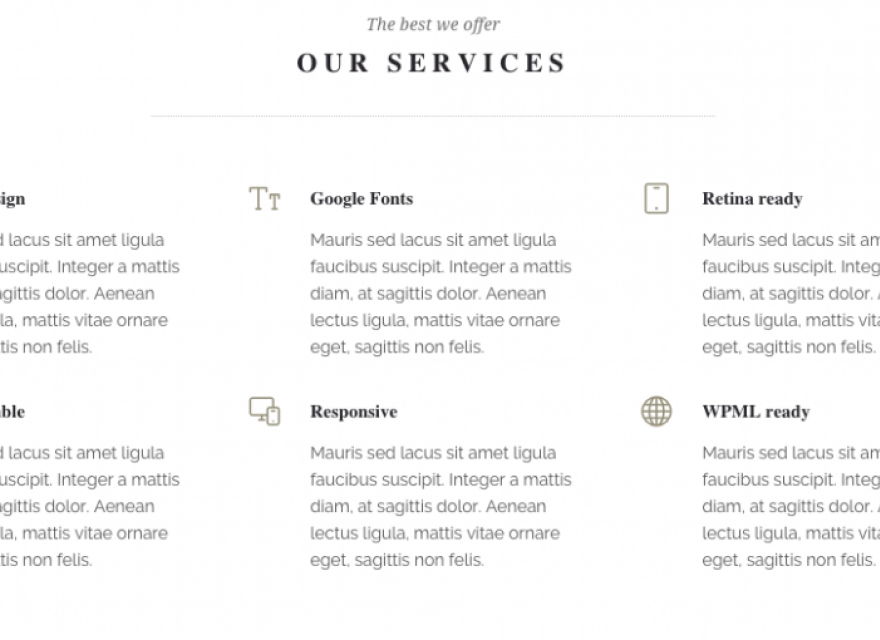 The best we offer
OUR SERVICES
ign
Google Fonts
Retina ready
lacus sit amet ligula
uscipit. Integer a mattis
agittis dolor. Aenean
la, mattis vitae ornare
tis non felis.
Mauris sed lacus sit amet ligula
faucibus suscipit. Integer a mattis
diam, at sagittis dolor. Aenean
lectus ligula, mattis vitae ornare
eget, sagittis non felis.
Mauris sed lacus sit am
faucibus suscipit. Integ
diam, at sagittis dolor.
lectus ligula, mattis vita
eget, sagittis non felis.
ble
Responsive
WPML ready
lacus sit amet ligula
uscipit. Integer a mattis
agittis dolor. Aenean
la, mattis vitae ornare
tis non felis.
Mauris sed lacus sit amet ligula
faucibus suscipit. Integer a mattis
diam, at sagittis dolor. Aenean
lectus ligula, mattis vitae ornare
eget, sagittis non felis.
Mauris sed lacus sit am
faucibus suscipit. Integ
diam, at sagittis dolor.
lectus ligula, mattis vita
eget, sagittis non felis.